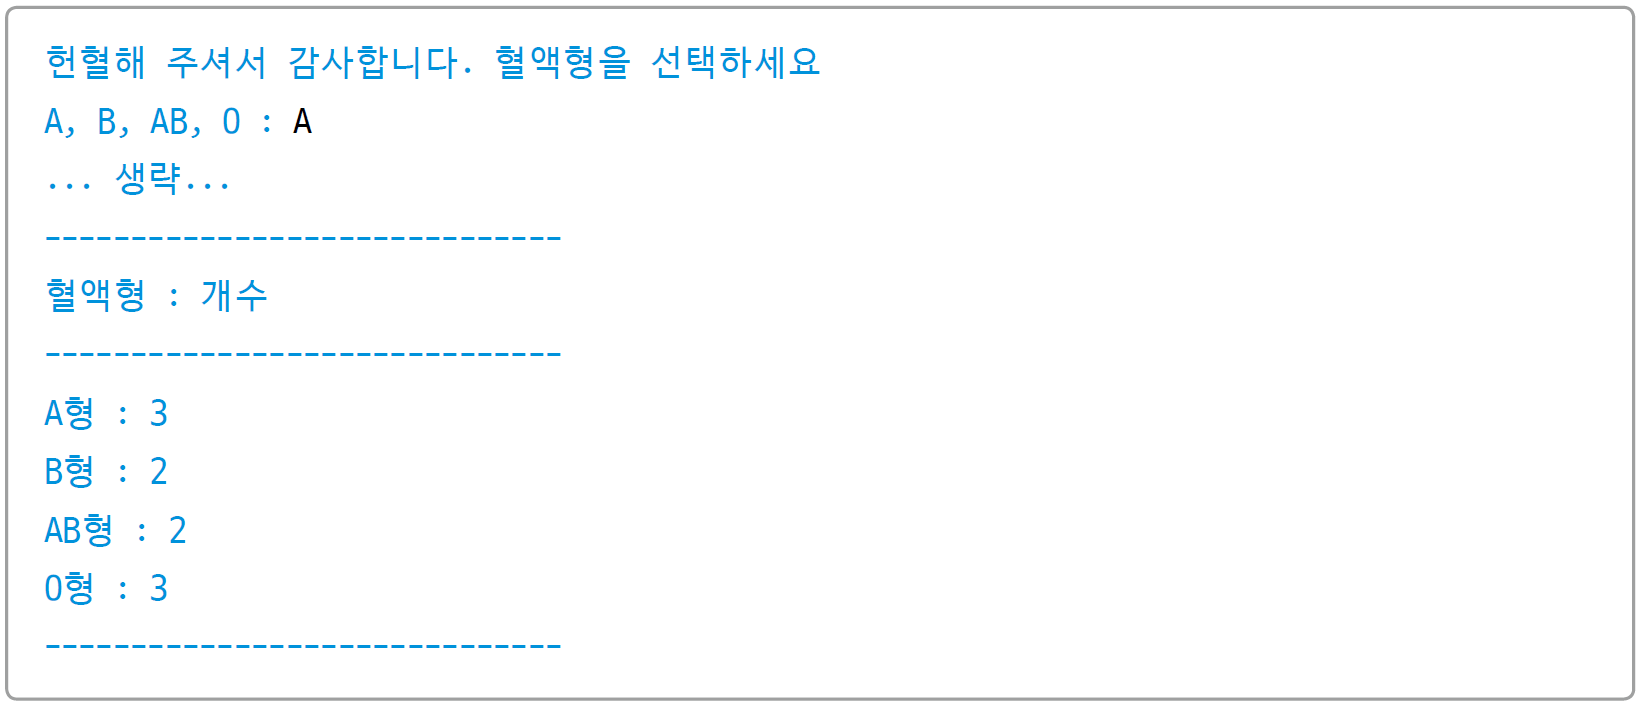 헌혈해 주셔서 감사합니다. 혈액형을 선택하세요
A, B, AB, O : A
... 생략...
------------------------------
혈액형 : 개수
------------------------------
A형 : 3
B형 : 2
AB형 : 2
O형 : 3
------------------------------